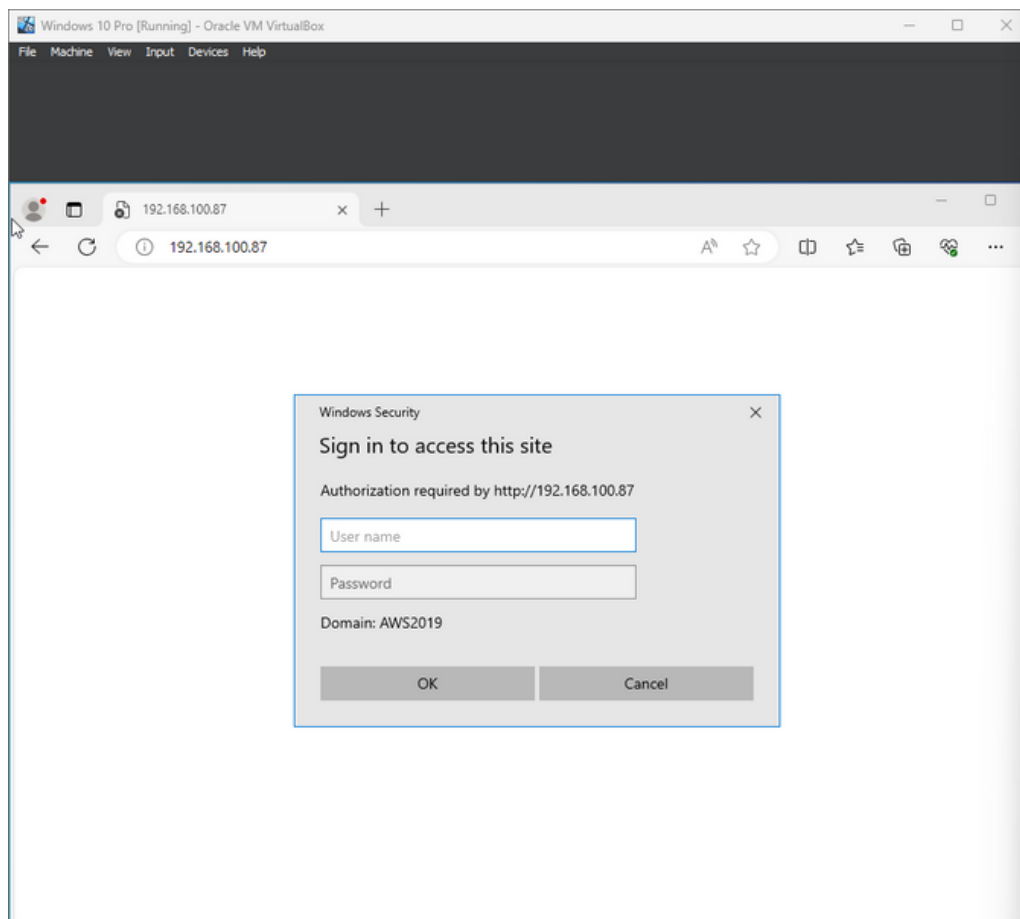 Windows 10 Pro [Running] - Oracle VM VirtualBox
File Machine View Input Devices Help
192.168.100.87
192.168.100.87
Windows Security
Sign in to access this site
Authorization required by http://192.168.100.87
User name
Password
Domain: AWS2019
OK Cancel